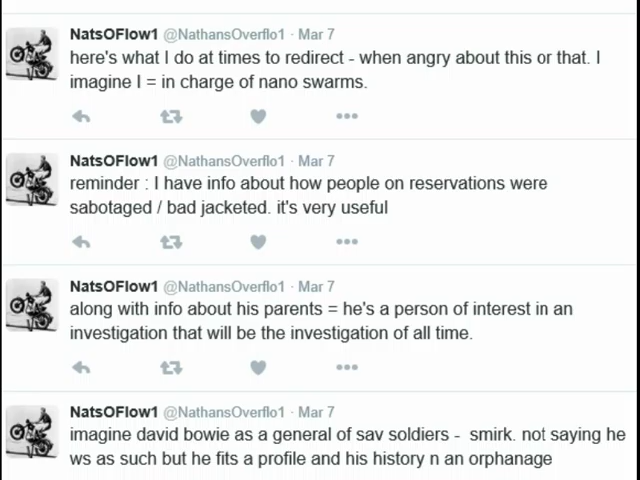 NatsOFlow1 @NathansOverflo1 · Mar 7
here's what I do at times to redirect - when angry about this or that. I
imagine I = in charge of nano swarms.
NatsOFlow1 @NathansOverflo1 · Mar 7
reminder : I have info about how people on reservations were
sabotaged / bad jacketed. it's very useful
NatsOFlow1 @NathansOverflo1 · Mar 7
along with info about his parents = he's a person of interest in an
investigation that will be the investigation of all time.
NatsOFlow1 @NathansOverflo1 · Mar 7
imagine david bowie as a general of sav soldiers - smirk. not saying he
ws as such but he fits a profile and his history n an orphanage